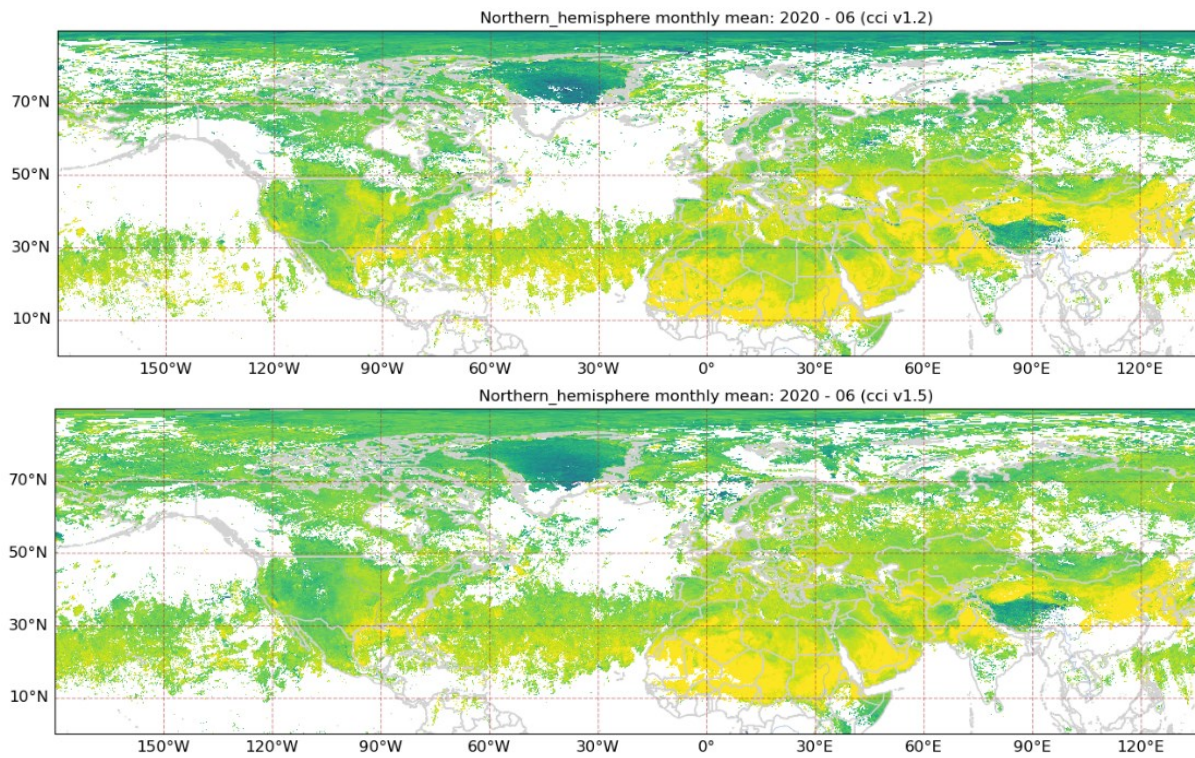 Northern_hemisphere monthly mean: 2020 - 06 (cci v1.2)
70°N
50°N
30°N
10°N
150°W 120°W 90°W 60°W 30°W 0° 30°E 60°E 90°E 120°E
Northern_hemisphere monthly mean: 2020 - 06 (cci v1.5)
70°N
50°N
30°N
10°N
150°W 120°W 90°W 60°W 30°W 0° 30°E 60°E 90°E 120°E